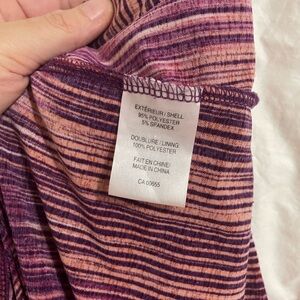 EXTÉRIEUR / SHELL
95% POLYESTER
5% SPANDEX
DOUBLURE / LINING
100% POLYESTER
FAIT EN CHINE/
MADE IN CHINA
CA 00655